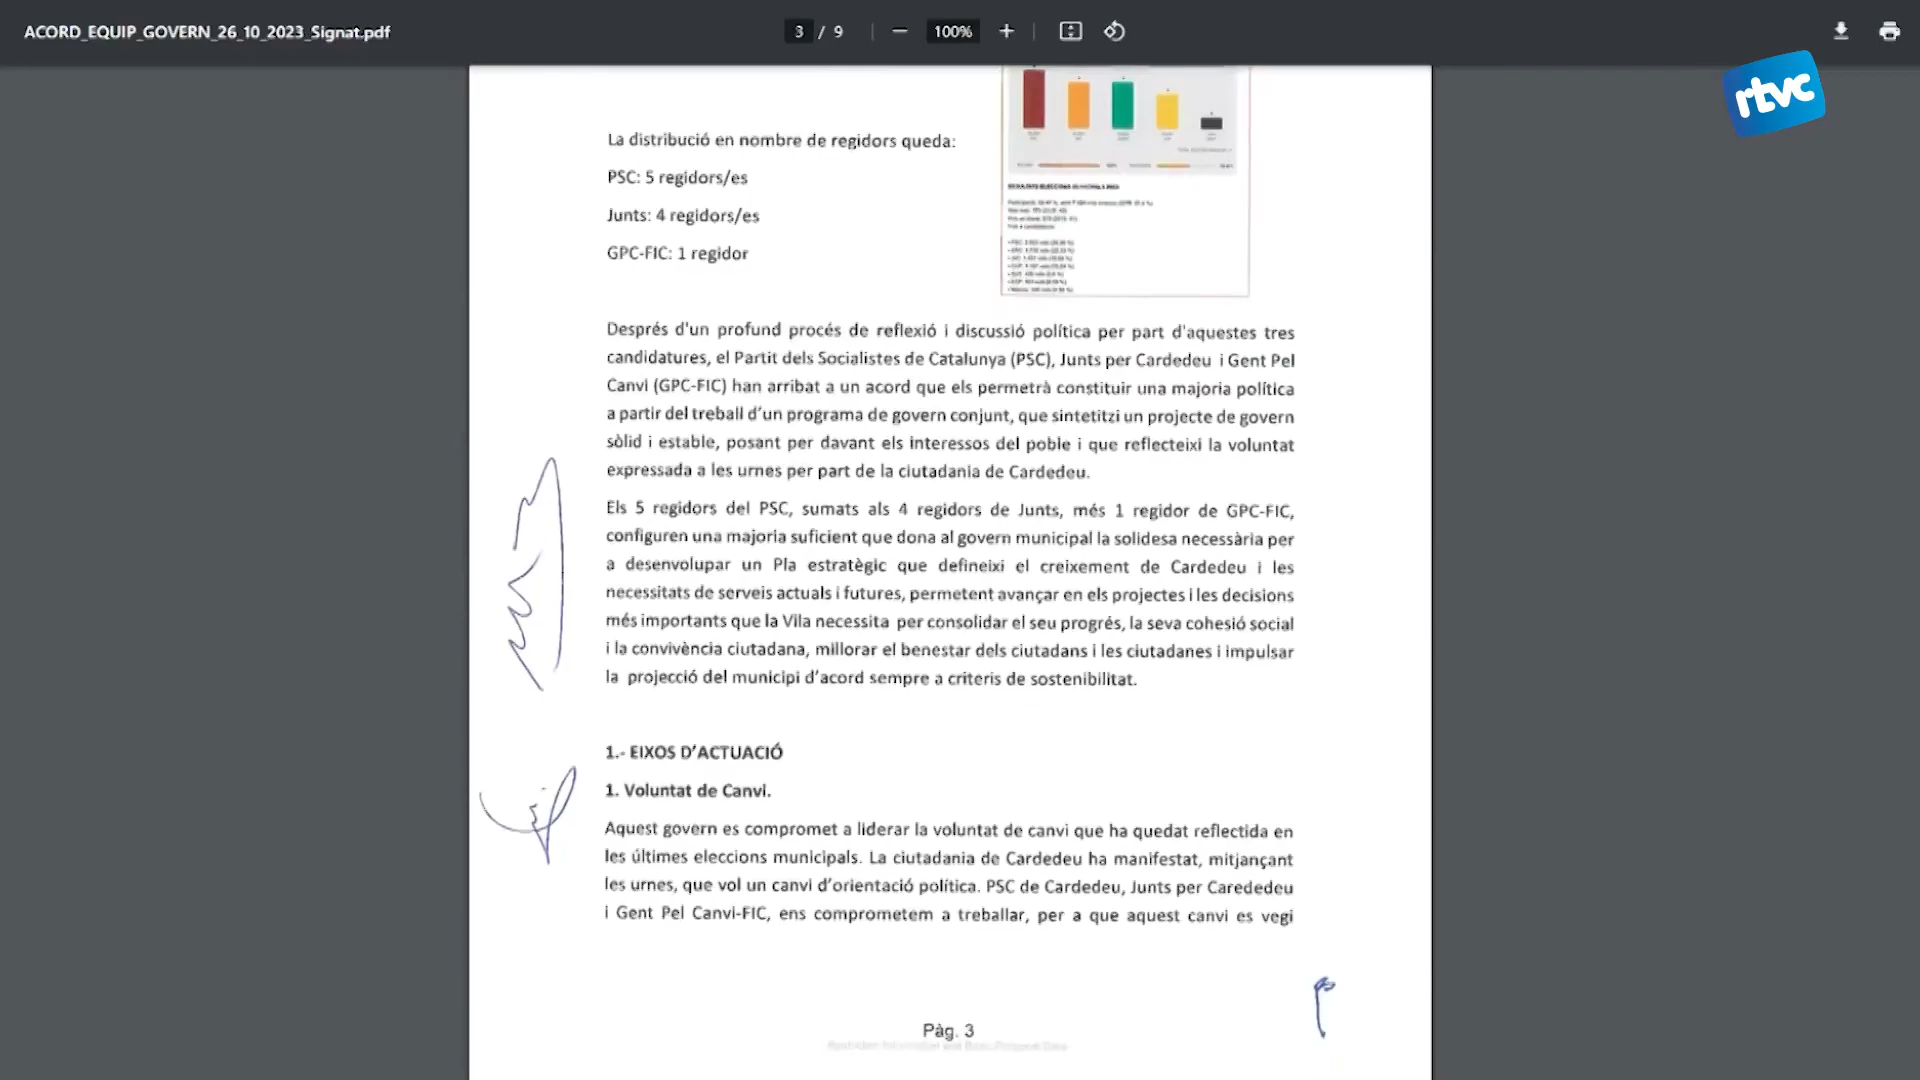 ACORD_EQUIP_GOVERN_26_10_2023_Signat.pdf
3 / 9
100%
rtvc
La distribució en nombre de regidors queda:
PSC: 5 regidors/es
Junts: 4 regidors/es
GPC-FIC: 1 regidor
Després d'un profund procés de reflexió i discussió política per part d'aquestes tres
candidatures, el Partit dels Socialistes de Catalunya (PSC), Junts per Cardedeu i Gent Pel
Canvi (GPC-FIC) han arribat a un acord que els permetrà constituir una majoria política
a partir del treball d'un programa de govern conjunt, que sintetitzi un projecte de govern
sòlid i estable, posant per davant els interessos del poble i que reflecteixi la voluntat
expressada a les urnes per part de la ciutadania de Cardedeu.
Els 5 regidors del PSC, sumats als 4 regidors de Junts, més 1 regidor de GPC-FIC,
configuren una majoria suficient que dona al govern municipal la solidesa necessària per
a desenvolupar un Pla estratègic que defineixi el creixement de Cardedeu i les
necessitats de serveis actuals i futures, permetent avançar en els projectes i les decisions
més importants que la Vila necessita per consolidar el seu progrés, la seva cohesió social
i la convivència ciutadana, millorar el benestar dels ciutadans i les ciutadanes i impulsar
la projecció del municipi d'acord sempre a criteris de sostenibilitat.
1.- EIXOS D'ACTUACIÓ
1. Voluntat de Canvi.
Aquest govern es compromet a liderar la voluntat de canvi que ha quedat reflectida en
les últimes eleccions municipals. La ciutadania de Cardedeu ha manifestat, mitjançant
les urnes, que vol un canvi d'orientació política. PSC de Cardedeu, Junts per Carededeu
i Gent Pel Canvi-FIC, ens comprometem a treballar, per a que aquest canvi es vegi
Pàg. 3